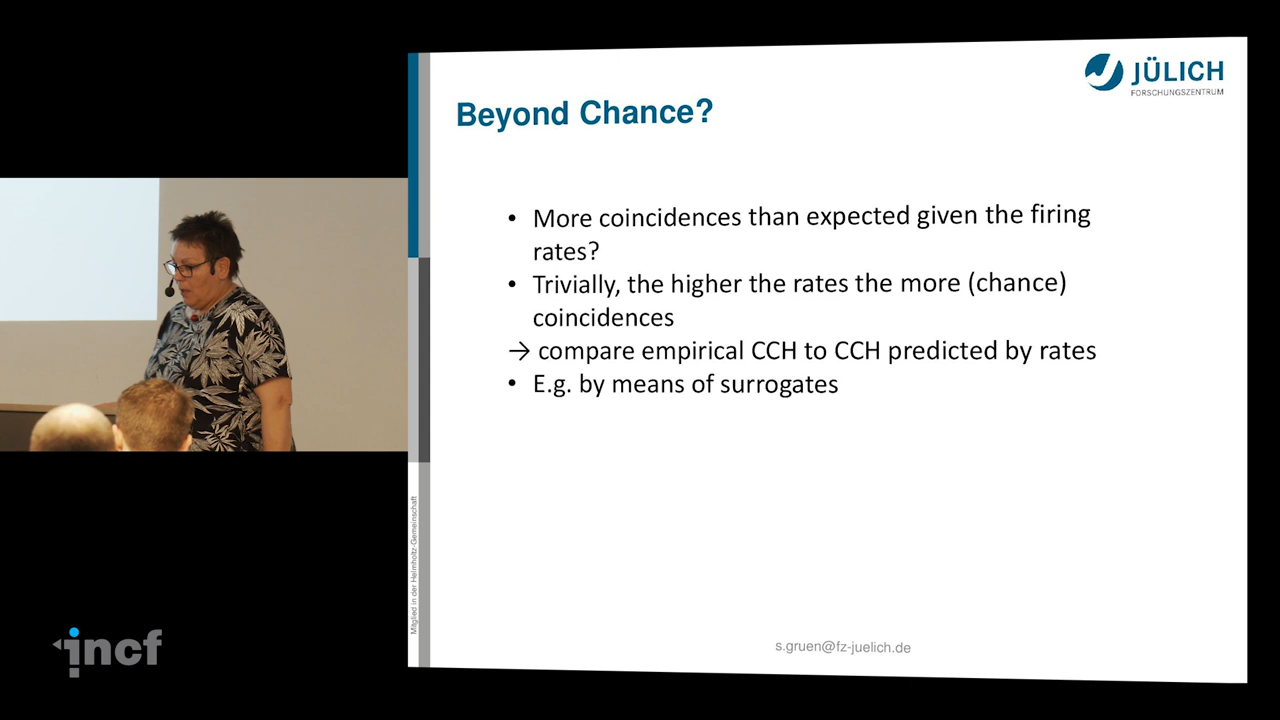 JÜLICH
FORSCHUNGSZENTRUM
Beyond Chance?
• More coincidences than expected given the firing
rates?
• Trivially, the higher the rates the more (chance)
coincidences
→ compare empirical CCH to CCH predicted by rates
• E.g. by means of surrogates
Mitglied in der Helmholtz-Gemeinschaft
s.gruen@fz-juelich.de
incf